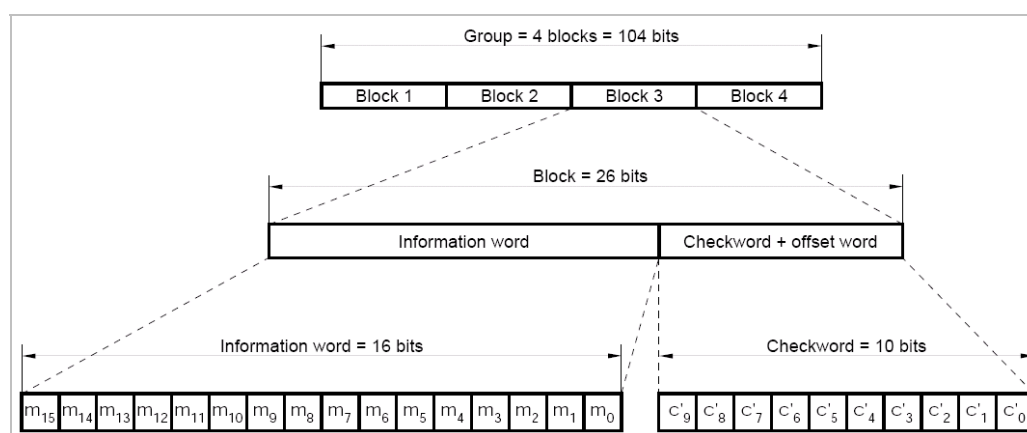 Group = 4 blocks = 104 bits
Block 1 Block 2 Block 3 Block 4
Block = 26 bits
Information word Checkword + offset word
Information word = 16 bits Checkword = 10 bits
m15 m14 m13 m12 m11 m10 m9 m8 m7 m6 m5 m4 m3 m2 m1 m0 c'9 c'8 c'7 c'6 c'5 c'4 c'3 c'2 c'1 c'0